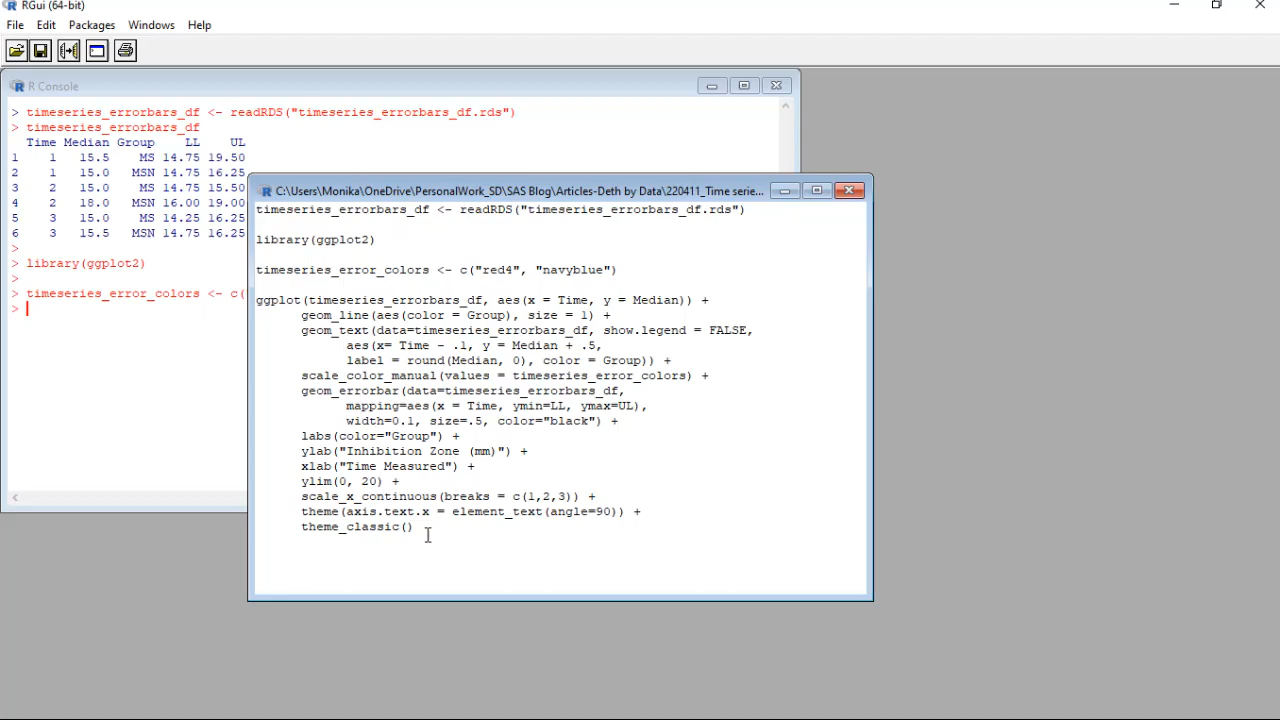 RGui (64-bit)
File Edit Packages Windows Help
R Console
> timeseries_errorbars_df <- readRDS("timeseries_errorbars_df.rds")
> timeseries_errorbars_df
Time Median Group LL UL
1 1 15.5 MS 14.75 19.50
2 1 15.0 MSN 14.75 16.25
3 2 15.0 MS 14.75 15.50
4 2 18.0 MSN 16.00 19.00
5 3 15.0 MS 14.25 16.25
6 3 15.5 MSN 14.75 16.25
>
> library(ggplot2)
>
> timeseries_error_colors <- c(
>
C:\Users\Monika\OneDrive\PersonalWork_SD\SAS Blog\Articles-Deth by Data\220411_Time serie...
timeseries_errorbars_df <- readRDS("timeseries_errorbars_df.rds")
library(ggplot2)
timeseries_error_colors <- c("red4", "navyblue")
ggplot(timeseries_errorbars_df, aes(x = Time, y = Median)) +
geom_line(aes(color = Group), size = 1) +
geom_text(data=timeseries_errorbars_df, show.legend = FALSE,
aes(x= Time - .1, y = Median + .5,
label = round(Median, 0), color = Group)) +
scale_color_manual(values = timeseries_error_colors) +
geom_errorbar(data=timeseries_errorbars_df,
mapping=aes(x = Time, ymin=LL, ymax=UL),
width=0.1, size=.5, color="black") +
labs(color="Group") +
ylab("Inhibition Zone (mm)") +
xlab("Time Measured") +
ylim(0, 20) +
scale_x_continuous(breaks = c(1,2,3)) +
theme(axis.text.x = element_text(angle=90)) +
theme_classic()